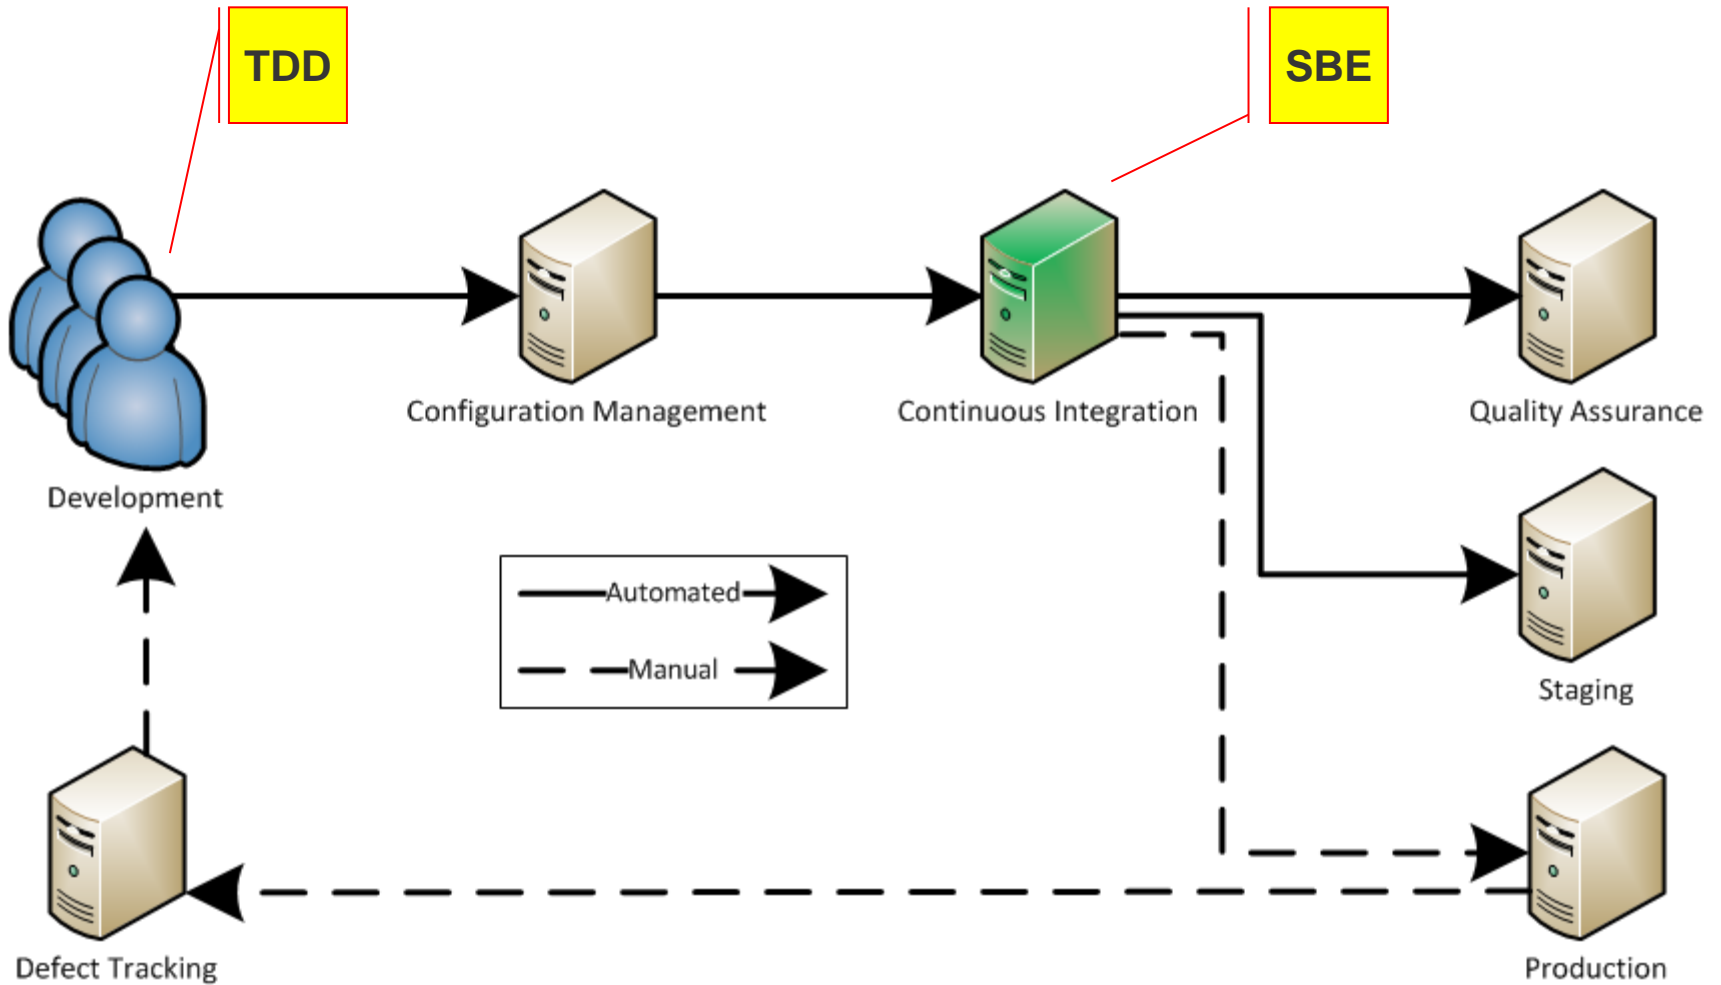 TDD
SBE
Configuration Management
Continuous Integration
Quality Assurance
Development
Automated
Manual
Staging
Defect Tracking
Production